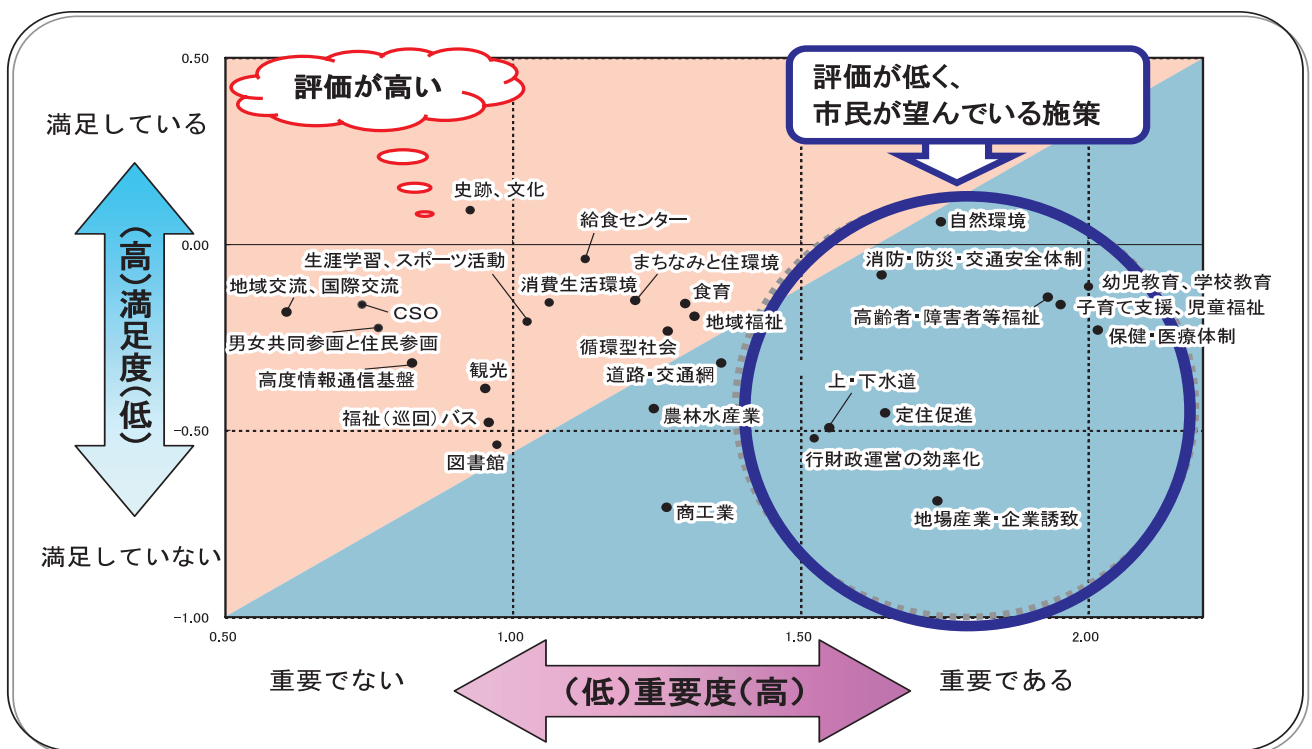 0.50
評価が高い
評価が低く、
市民が望んでいる施策
満足している
史跡、文化
自然環境
給食センター
0.00
生涯学習、スポーツ活動
消費生活環境
まちなみと住環境
消防・防災・交通安全体制
地域交流、国際交流
食育
幼児教育、学校教育
CSO
地域福祉
高齢者・障害者等福祉
子育て支援、児童福祉
男女共同参画と住民参画
循環型社会
保健・医療体制
高度情報通信基盤
観光
道路・交通網
上・下水道
福祉(巡回)バス
農林水産業
定住促進
-0.50
図書館
行財政運営の効率化
商工業
地場産業・企業誘致
(高)満足度(低)
満足していない
-1.00
0.50
1.00
1.50
2.00
重要でない
(低)重要度(高)
重要である